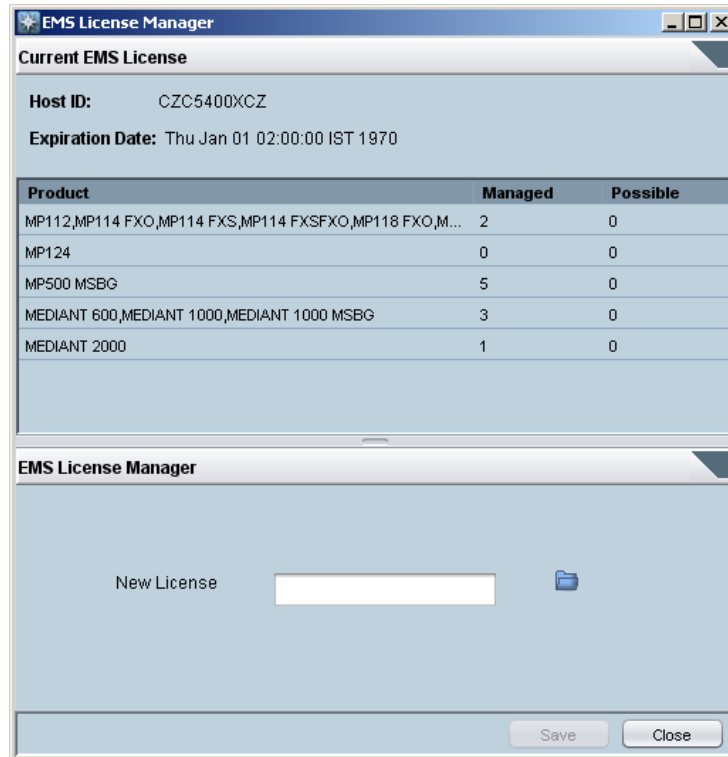 EMS License Manager
Current EMS License
Host ID: CZC5400XCZ
Expiration Date: Thu Jan 01 02:00:00 IST 1970
Product Managed Possible
MP112,MP114 FXO,MP114 FXS,MP114 FXSFXO,MP118 FXO,M... 2 0
MP124 0 0
MP500 MSBG 5 0
MEDIANT 600,MEDIANT 1000,MEDIANT 1000 MSBG 3 0
MEDIANT 2000 1 0
EMS License Manager
New License
Save Close